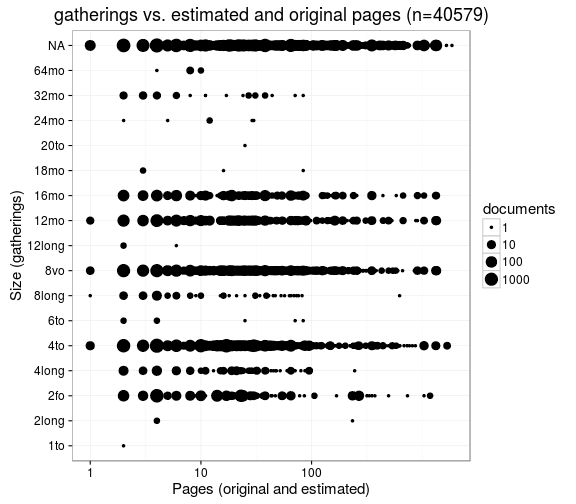 gatherings vs. estimated and original pages (n=40579)
NA
64mo
32mo
24mo
20to
18mo
16mo
12mo
12long
8vo
8long
6to
4to
4long
2fo
2long
1to
Size (gatherings)
1
10
100
Pages (original and estimated)
documents
1
10
100
1000